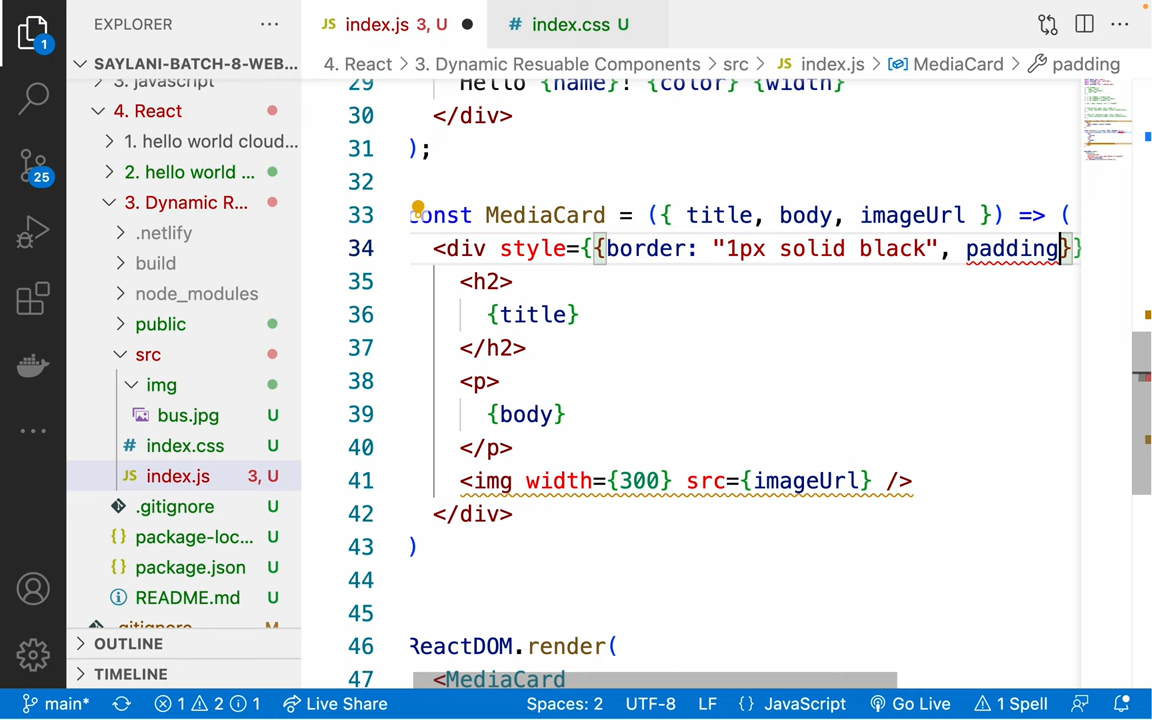 EXPLORER
SAYLANI-BATCH-8-WEB...
3. javascript
4. React
1. hello world cloud...
2. hello world ...
3. Dynamic R...
.netlify
build
node_modules
public
src
img
bus.jpg U
index.css U
index.js 3, U
.gitignore U
package-loc... U
package.json U
README.md U
.gitignore M
OUTLINE
TIMELINE
1
25
JS index.js 3, U
# index.css U
4. React > 3. Dynamic Resuable Components > src > JS index.js > MediaCard > padding
29 Hello {name}! {color} {width}
30 </div>
31 );
32
33 const MediaCard = ({ title, body, imageUrl }) => (
34 <div style={{border: "1px solid black", padding}}
35 <h2>
36 {title}
37 </h2>
38 <p>
39 {body}
40 </p>
41 <img width={300} src={imageUrl} />
42 </div>
43 )
44
45
46 ReactDOM.render(
47 <MediaCard
main* 1 2 1 Live Share Spaces: 2 UTF-8 LF {} JavaScript Go Live 1 Spell